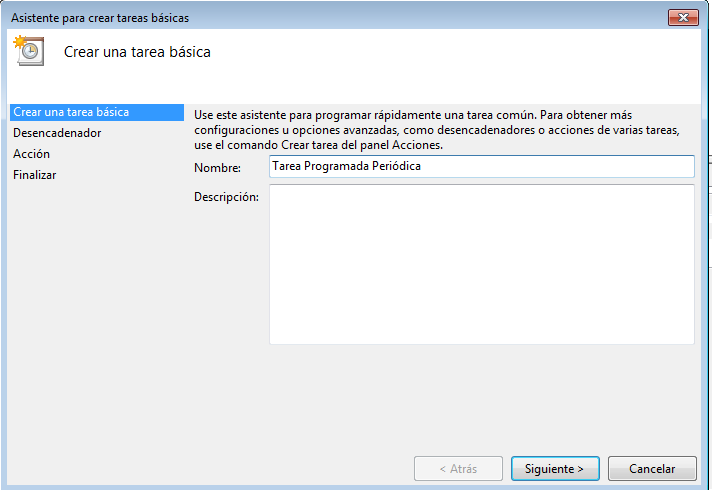 Asistente para crear tareas básicas
Crear una tarea básica
Crear una tarea básica
Desencadenador
Acción
Finalizar
Use este asistente para programar rápidamente una tarea común. Para obtener más
configuraciones u opciones avanzadas, como desencadenadores o acciones de varias tareas,
use el comando Crear tarea del panel Acciones.
Nombre: Tarea Programada Periódica
Descripción:
< Atrás Siguiente > Cancelar